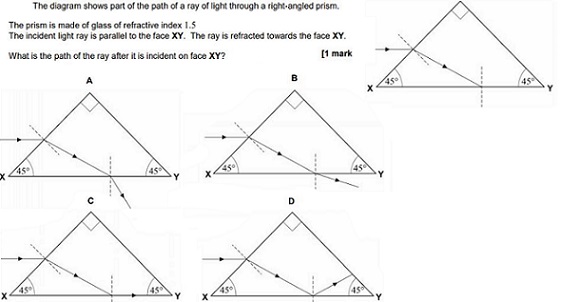 The diagram shows part of the path of a ray of light through a right-angled prism.
The prism is made of glass of refractive index 1.5
The incident light ray is parallel to the face XY. The ray is refracted towards the face XY.
What is the path of the ray after it is incident on face XY?
[1 mark
45° 45°
X Y
A
B
45° 45°
X Y
45° 45°
X Y
C
D
45° 45°
X Y
45° 45°
X Y